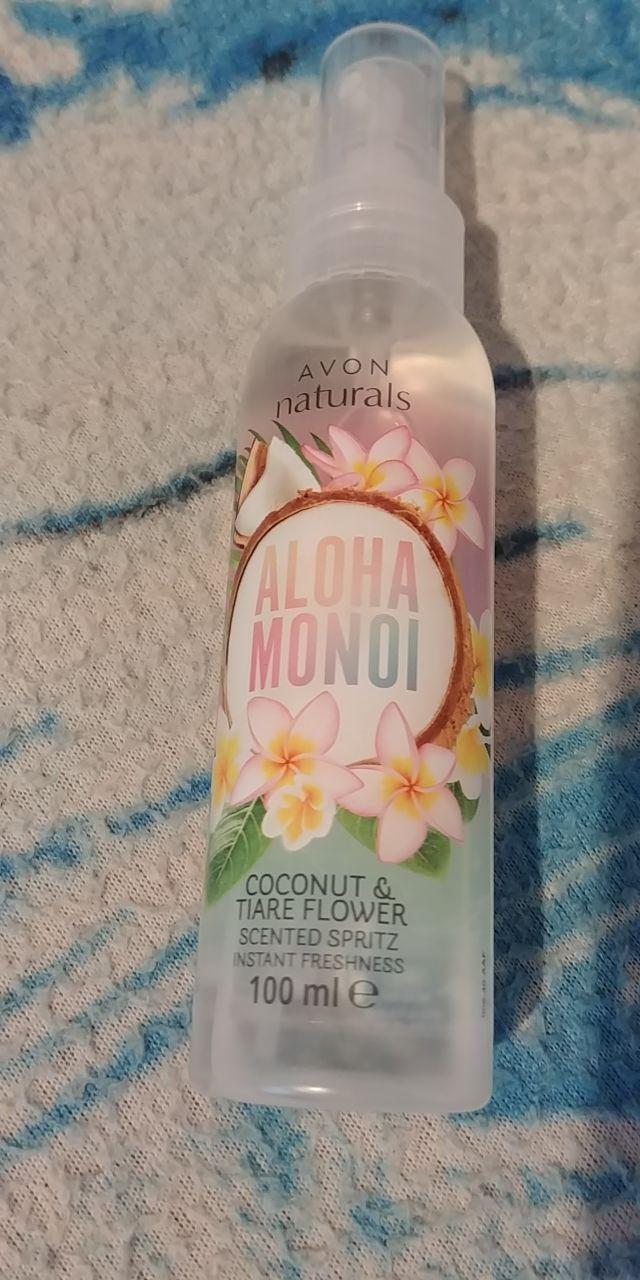 AVON
naturals
ALOHA
MONOI
COCONUT &
TIARE FLOWER
SCENTED SPRITZ
INSTANT FRESHNESS
100 ml ℮